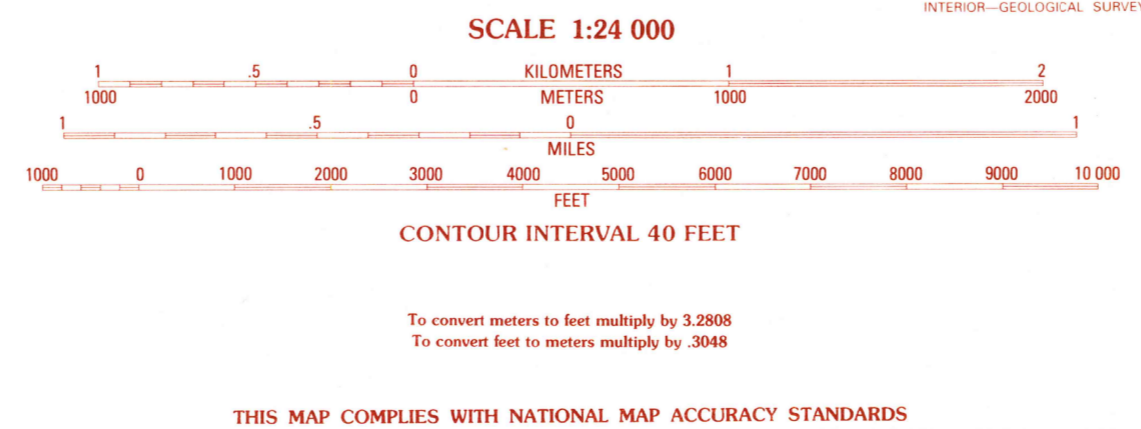 INTERIOR—GEOLOGICAL SURVEY
SCALE 1:24 000
1 .5 0 KILOMETERS 1 2
1000 0 METERS 1000 2000
1 .5 0 1
MILES
1000 0 1000 2000 3000 4000 5000 6000 7000 8000 9000 10 000
FEET
CONTOUR INTERVAL 40 FEET
To convert meters to feet multiply by 3.2808
To convert feet to meters multiply by .3048
THIS MAP COMPLIES WITH NATIONAL MAP ACCURACY STANDARDS